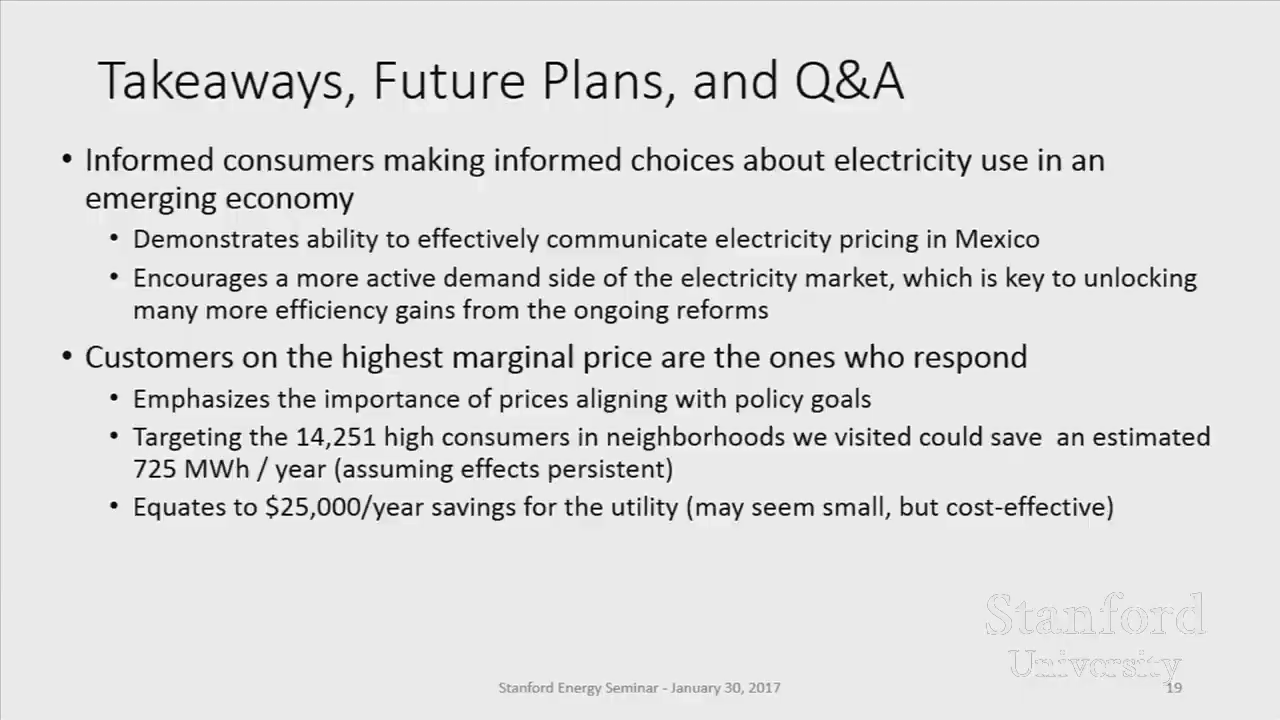 Takeaways, Future Plans, and Q&A
• Informed consumers making informed choices about electricity use in an
emerging economy
• Demonstrates ability to effectively communicate electricity pricing in Mexico
• Encourages a more active demand side of the electricity market, which is key to unlocking
many more efficiency gains from the ongoing reforms
• Customers on the highest marginal price are the ones who respond
• Emphasizes the importance of prices aligning with policy goals
• Targeting the 14,251 high consumers in neighborhoods we visited could save  an estimated
725 MWh / year (assuming effects persistent)
• Equates to $25,000/year savings for the utility (may seem small, but cost-effective)
Stanford
University
Stanford Energy Seminar - January 30, 2017
19